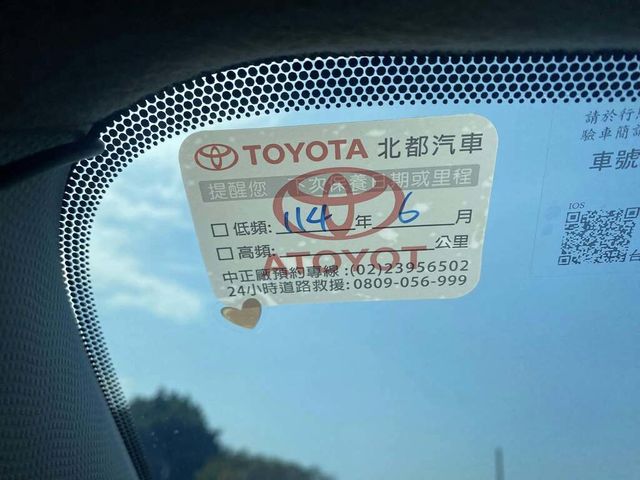 TOYOTA 北都汽車
提醒您 下次保養日期或里程
□低頻: 114 年 6 月
□高頻: 公里
中正廠預約專線:(02)23956502
24小時道路救援: 0809-056-999
請於行
驗車簡訊
車號
IOS